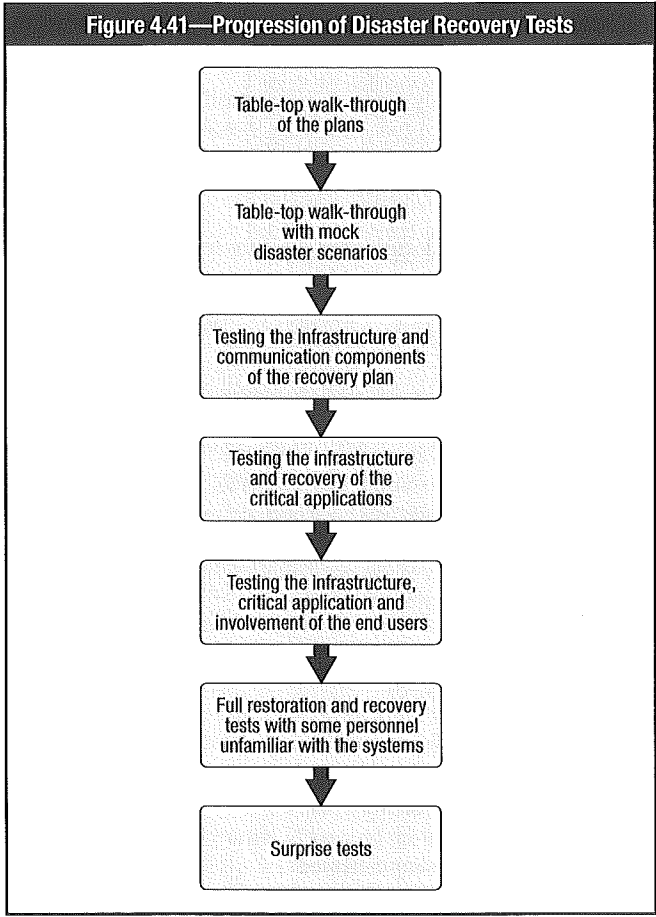 Figure 4.41—Progression of Disaster Recovery Tests
Table-top walk-through
of the plans
Table-top walk-through
with mock
disaster scenarios
Testing the infrastructure and
communication components
of the recovery plan
Testing the infrastructure
and recovery of the
critical applications
Testing the infrastructure,
critical application and
involvement of the end users
Full restoration and recovery
tests with some personnel
unfamiliar with the systems
Surprise tests